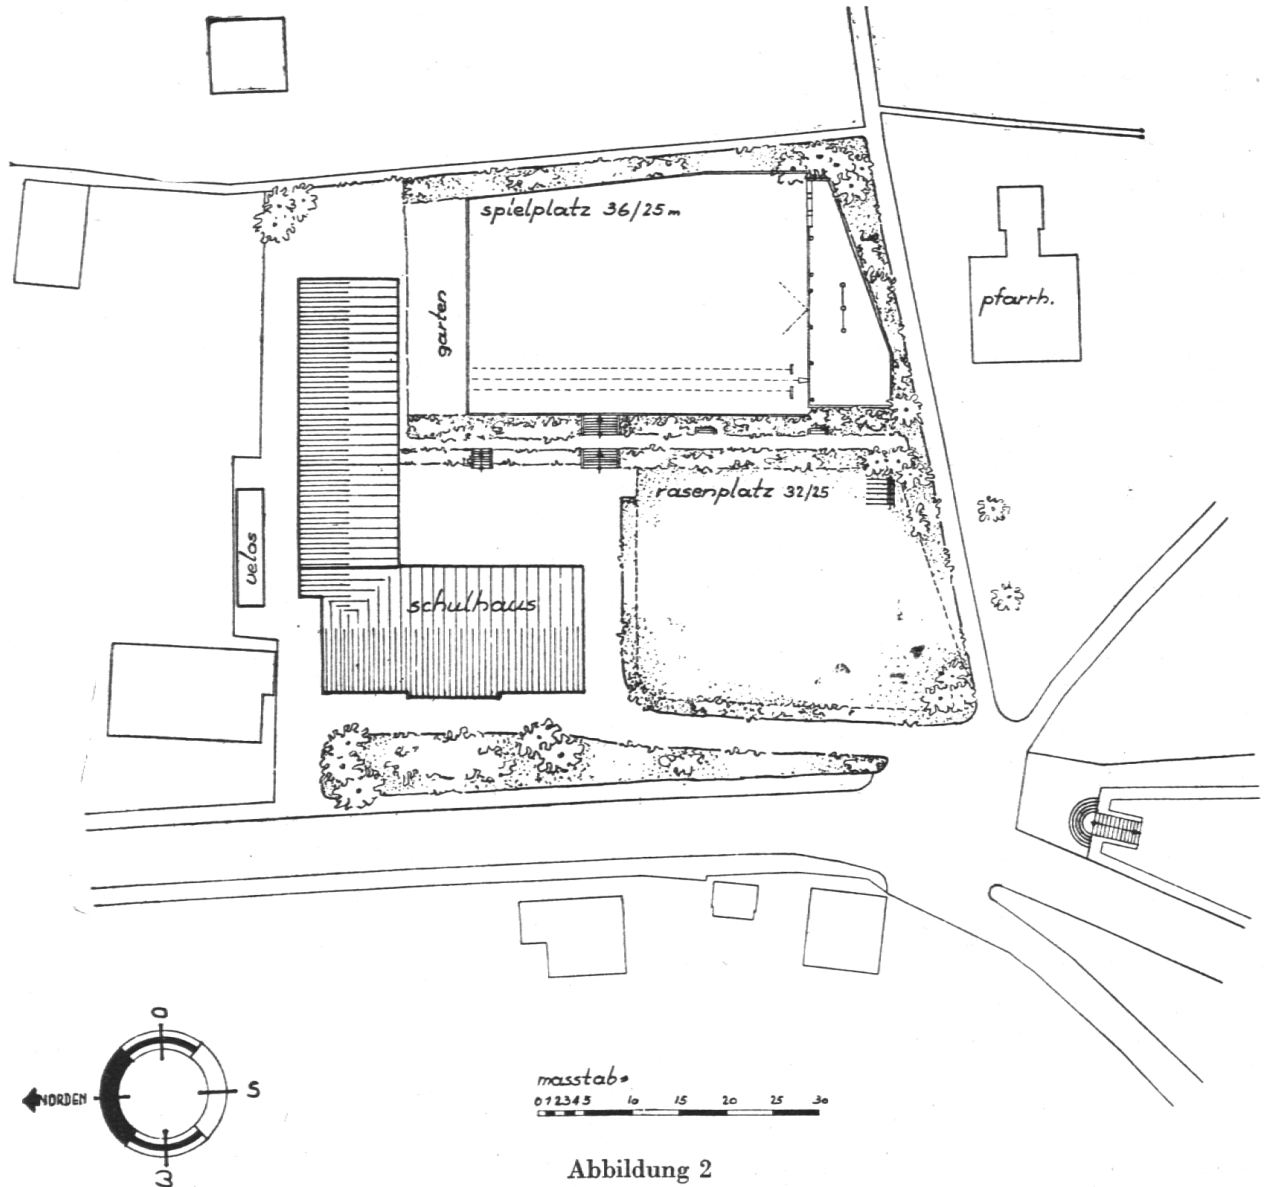 spielplatz 36/25 m
garten
pfarrh.
rasenplatz 32/25
velos
schulhaus
O
NORDEN
S
W
masstab
0 1 2 3 4 5 10 15 20 25 30
Abbildung 2